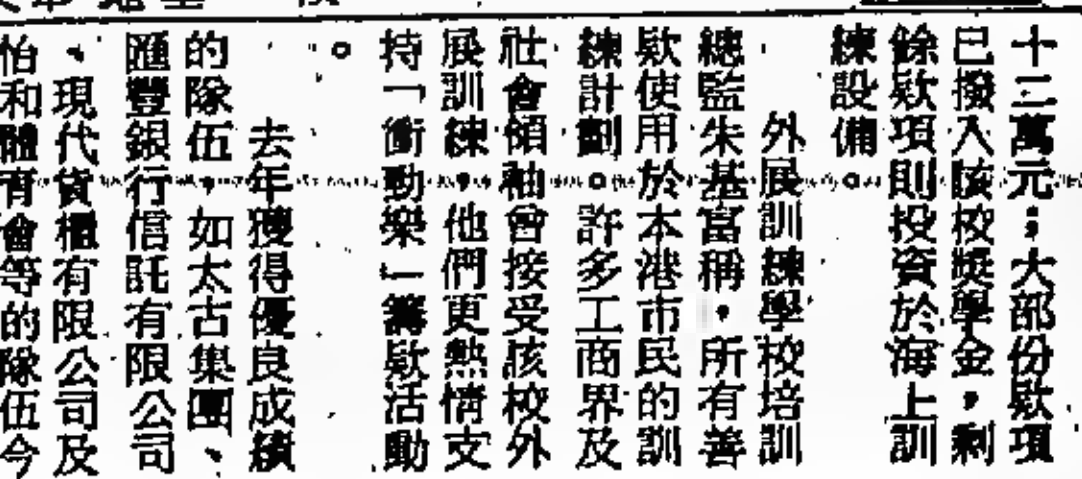 十二萬元；大部份欵項
已撥入該校獎學金，剩
餘欵項則投資於海上訓
練設備。
外展訓練學校培訓
總監朱基富稱，所有善
欵使用於本港市民的訓
練計劃。許多工商界及
社會領袖曾接受該校外
展訓練，他們更熱情支
持「衝動樂」籌欵活動
。
去年獲得優良成績
的隊伍，如太古集團、
匯豐銀行信託有限公司
、現代貨櫃有限公司及
怡和體育會等的隊伍今